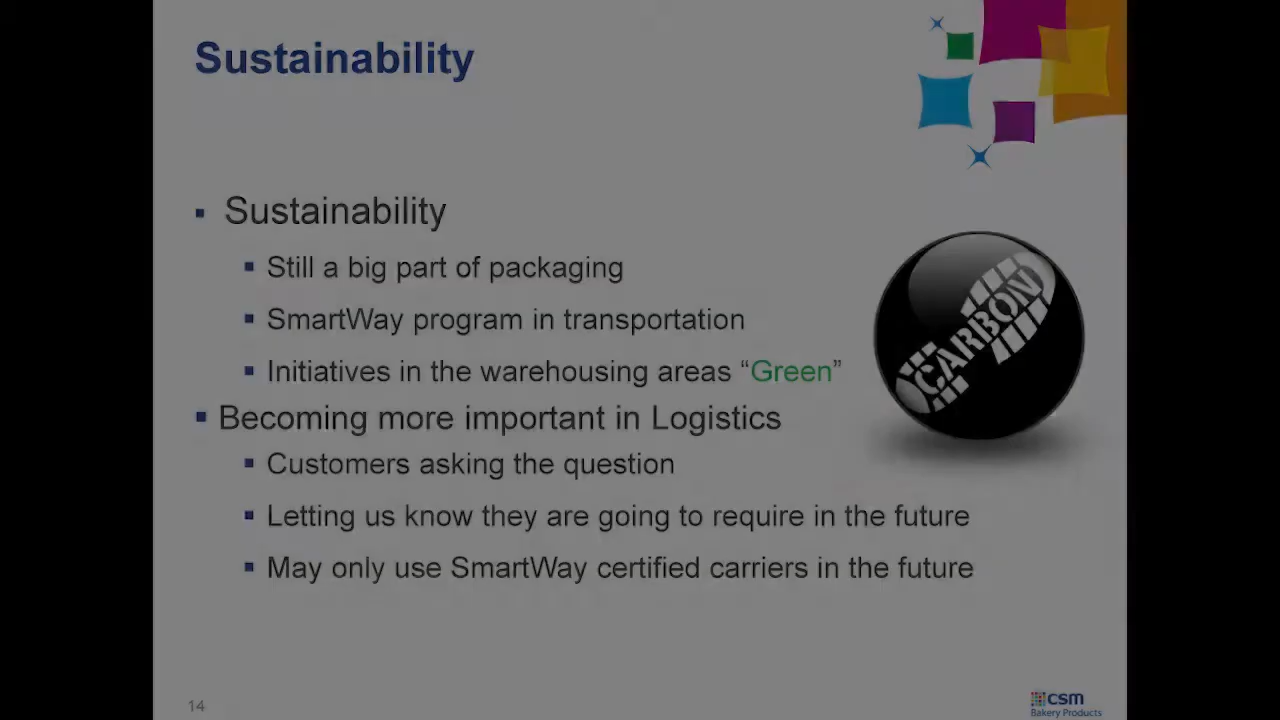 Sustainability
▪ Sustainability
▪ Still a big part of packaging
▪ SmartWay program in transportation
▪ Initiatives in the warehousing areas “Green”
CARBON
▪ Becoming more important in Logistics
▪ Customers asking the question
▪ Letting us know they are going to require in the future
▪ May only use SmartWay certified carriers in the future
14
csm
Bakery Products